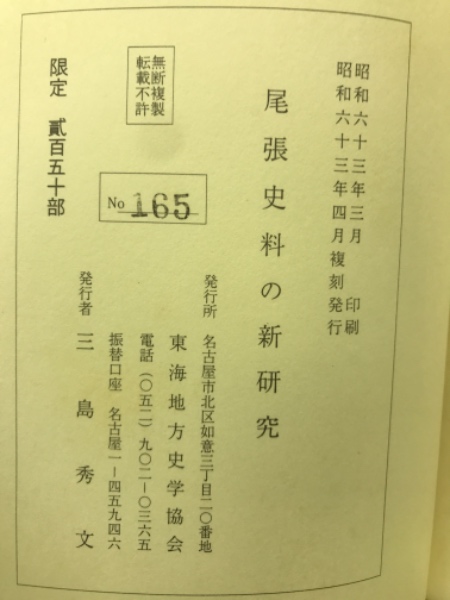 昭和六十三年三月　印刷
昭和六十三年四月複刻発行
尾張史料の新研究
発行所　名古屋市北区如意三丁目二〇番地
東海地方史学協会
電話(〇五二)九〇二―〇三六五
振替口座　名古屋一―四五九四六
発行者　三島秀文
無断複製
転載不許
No 165
限定　貳百五十部